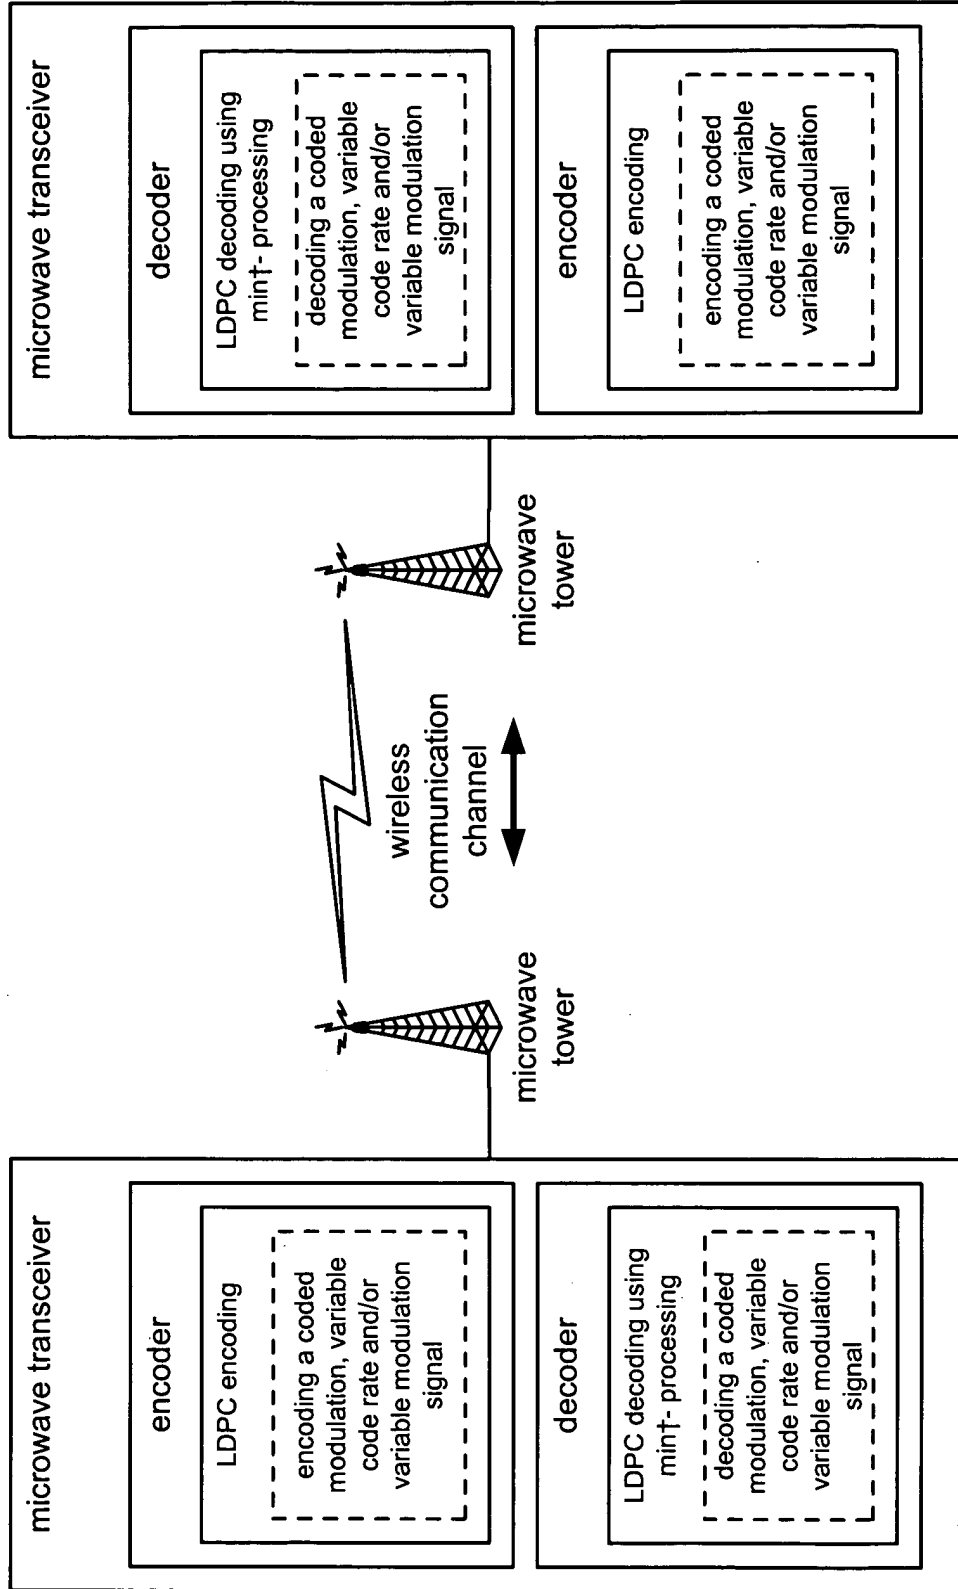 microwave transceiver
encoder
LDPC encoding
encoding a coded
modulation, variable
code rate and/or
variable modulation
signal
decoder
LDPC decoding using
min†- processing
decoding a coded
modulation, variable
code rate and/or
variable modulation
signal
microwave
tower
wireless
communication
channel
microwave
tower
microwave transceiver
decoder
LDPC decoding using
min†- processing
decoding a coded
modulation, variable
code rate and/or
variable modulation
signal
encoder
LDPC encoding
encoding a coded
modulation, variable
code rate and/or
variable modulation
signal